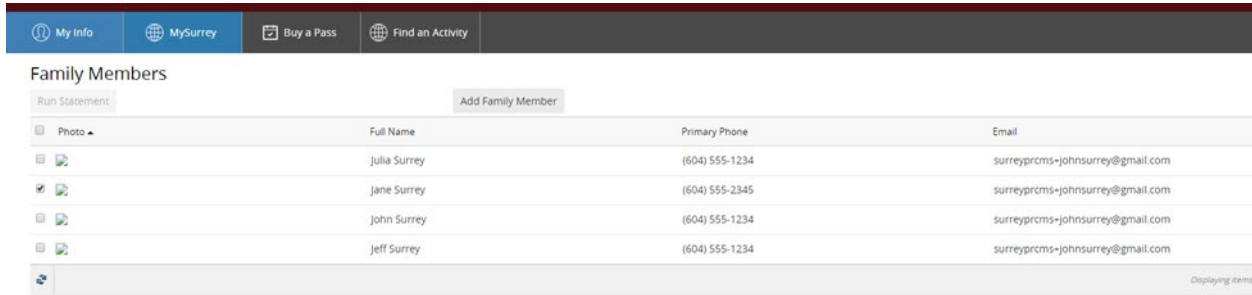 My Info MySurrey Buy a Pass Find an Activity
Family Members
Run Statement Add Family Member
Photo Full Name Primary Phone Email
Julia Surrey (604) 555-1234 surreyprcms+johnsurrey@gmail.com
Jane Surrey (604) 555-2345 surreyprcms+johnsurrey@gmail.com
John Surrey (604) 555-1234 surreyprcms+johnsurrey@gmail.com
Jeff Surrey (604) 555-1234 surreyprcms+johnsurrey@gmail.com
Displaying items